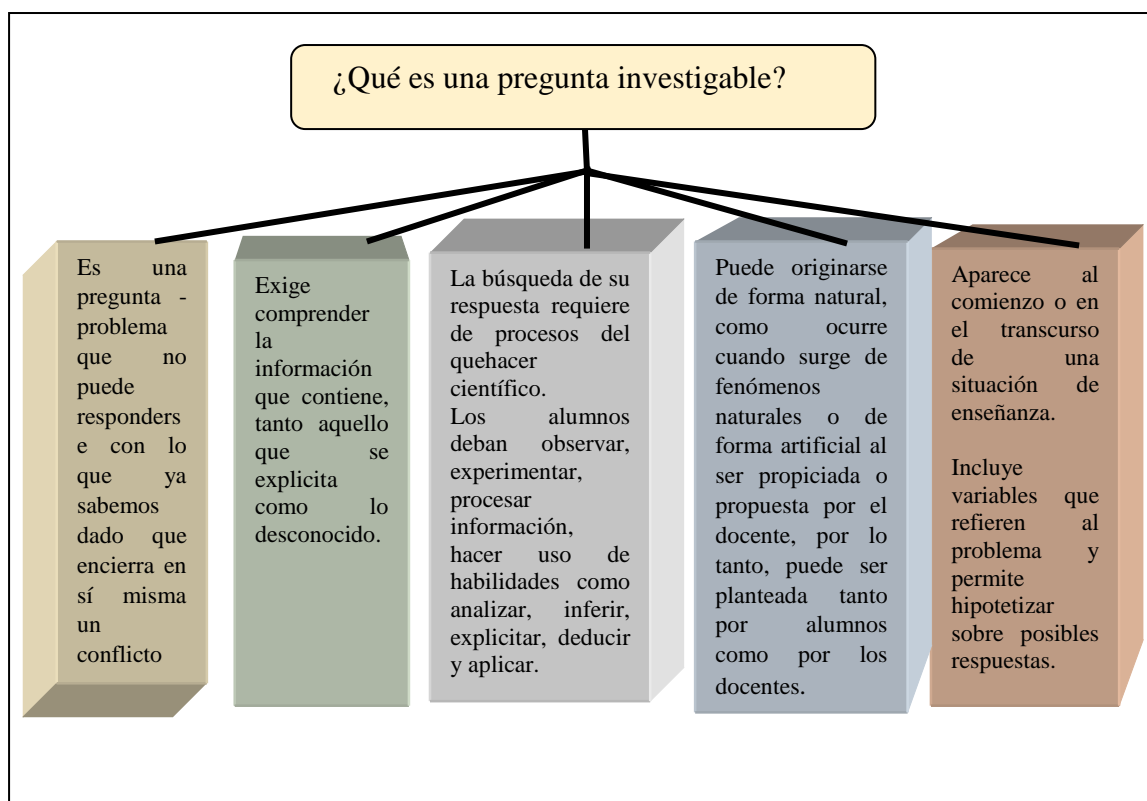 ¿Qué es una pregunta investigable?
Es una
pregunta -
problema
que no
puede
responders
e con lo
que ya
sabemos
dado que
encierra en
sí misma
un
conflicto
Exige
comprender
la
información
que contiene,
tanto aquello
que se
explicita
como lo
desconocido.
La búsqueda de su
respuesta requiere
de procesos del
quehacer
científico.
Los alumnos
deban observar,
experimentar,
procesar
información,
hacer uso de
habilidades como
analizar, inferir,
explicitar, deducir
y aplicar.
Puede originarse
de forma natural,
como ocurre
cuando surge de
fenómenos
naturales o de
forma artificial al
ser propiciada o
propuesta por el
docente, por lo
tanto, puede ser
planteada tanto
por alumnos
como por los
docentes.
Aparece al
comienzo o en
el transcurso
de una
situación de
enseñanza.
Incluye
variables que
refieren al
problema y
permite
hipotetizar
sobre posibles
respuestas.